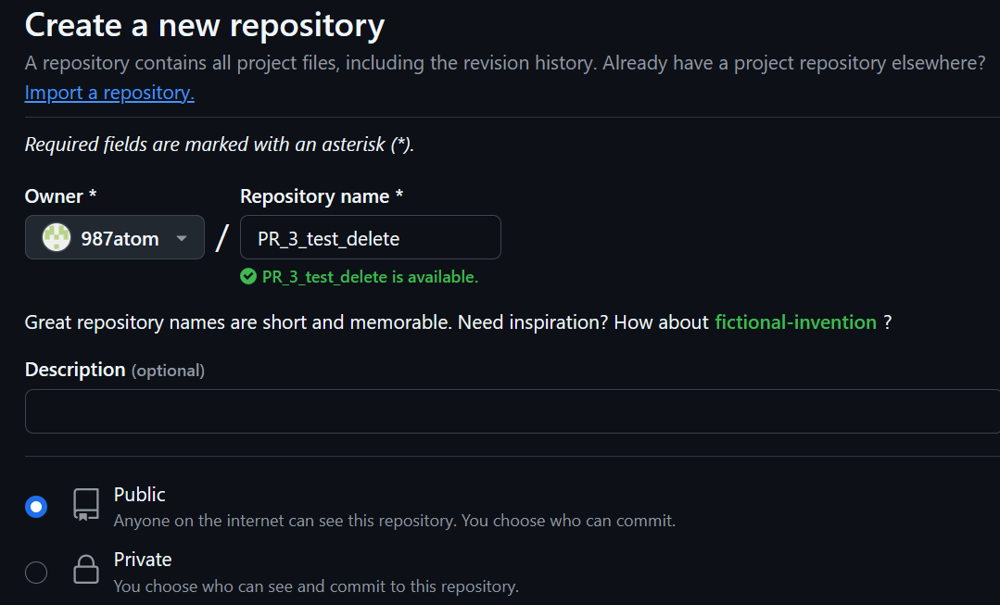 Create a new repository
A repository contains all project files, including the revision history. Already have a project repository elsewhere?
Import a repository.
Required fields are marked with an asterisk (*).
Owner * Repository name *
987atom / PR_3_test_delete
PR_3_test_delete is available.
Great repository names are short and memorable. Need inspiration? How about fictional-invention ?
Description (optional)
Public
Anyone on the internet can see this repository. You choose who can commit.
Private
You choose who can see and commit to this repository.